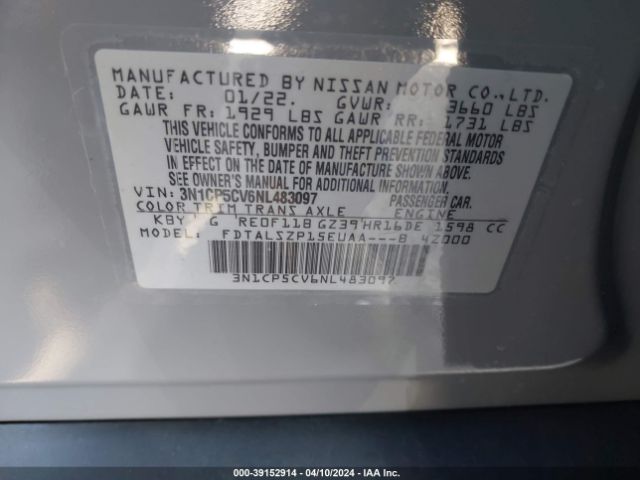 MANUFACTURED BY NISSAN MOTOR CO.,LTD.
DATE: 01/22. GVWR: 3660 LBS
GAWR FR: 1929 LBS GAWR RR: 1731 LBS
THIS VEHICLE CONFORMS TO ALL APPLICABLE FEDERAL MOTOR
VEHICLE SAFETY, BUMPER AND THEFT PREVENTION STANDARDS
IN EFFECT ON THE DATE OF MANUFACTURE SHOWN ABOVE.
SEE OWNER'S MANUAL FOR ADDITIONAL INFORMATION
VIN: 3N1CP5CV6NL483097 PASSENGER CAR.
COLOR TRIM TRANS AXLE ENGINE
KBY G RE0F11B GZ39 HR16DE 1598 CC
FDTALSZP15EUAA---B 4Z000
3N1CP5CV6NL483097
000-39152914 - 04/10/2024 - IAA Inc.